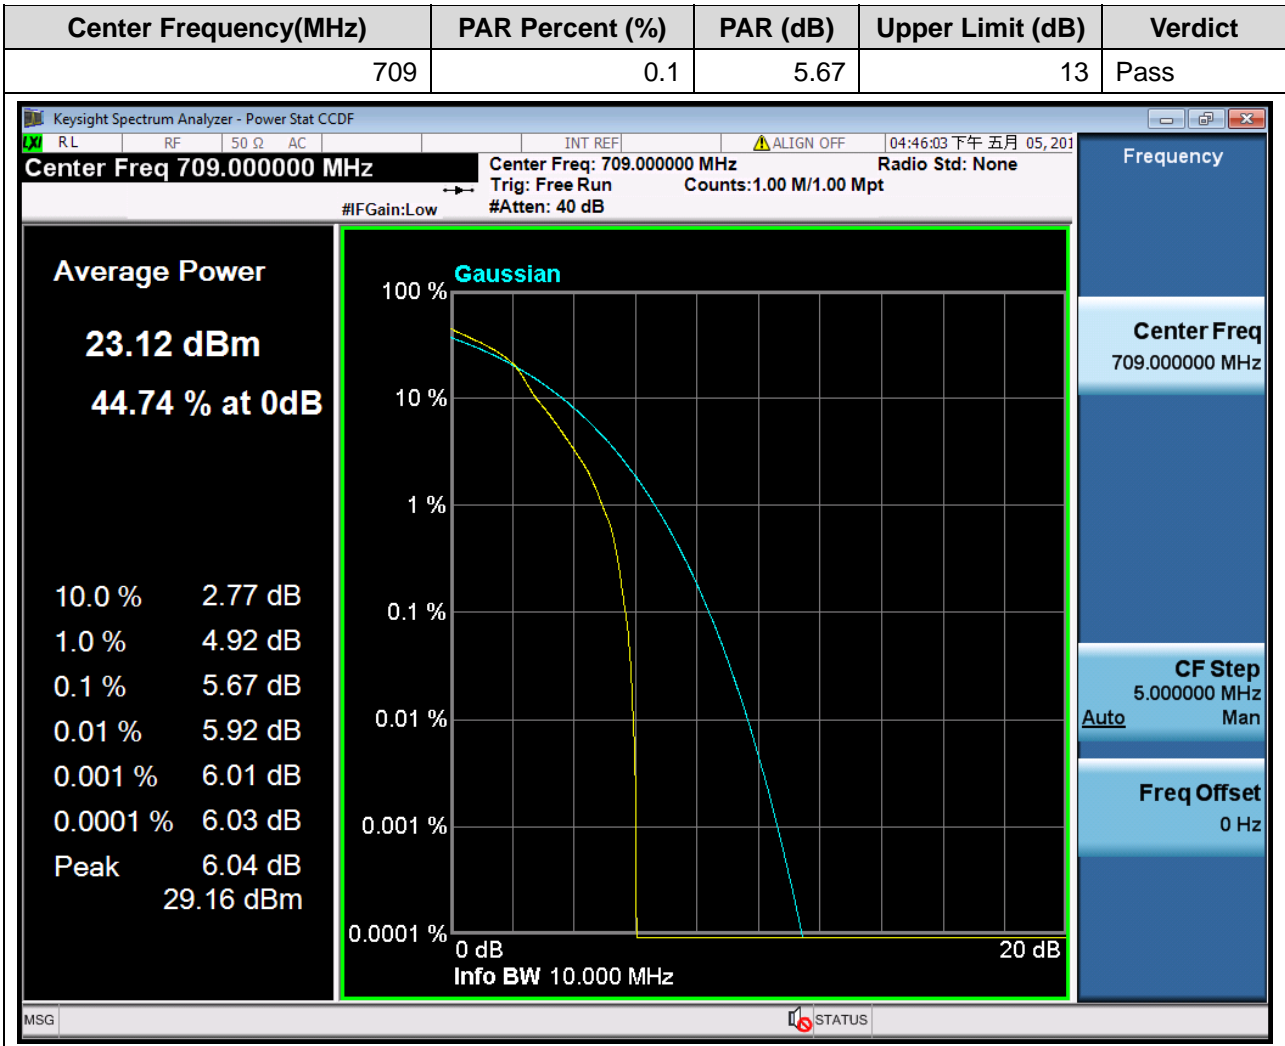 Center Frequency(MHz) PAR Percent (%) PAR (dB) Upper Limit (dB) Verdict
709 0.1 5.67 13 Pass
Keysight Spectrum Analyzer - Power Stat CCDF
LXI RL RF 50 Ω AC INT REF ALIGN OFF 04:46:03 下午 五月 05, 201
Center Freq 709.000000 MHz
Center Freq: 709.000000 MHz Radio Std: None
Trig: Free Run Counts:1.00 M/1.00 Mpt
#IFGain:Low #Atten: 40 dB
Frequency
Average Power
23.12 dBm
44.74 % at 0dB
10.0 % 2.77 dB
1.0 % 4.92 dB
0.1 % 5.67 dB
0.01 % 5.92 dB
0.001 % 6.01 dB
0.0001 % 6.03 dB
Peak 6.04 dB
29.16 dBm
Gaussian
100 %
10 %
1 %
0.1 %
0.01 %
0.001 %
0.0001 %
0 dB 20 dB
Info BW 10.000 MHz
Center Freq
709.000000 MHz
CF Step
5.000000 MHz
Auto Man
Freq Offset
0 Hz
MSG STATUS